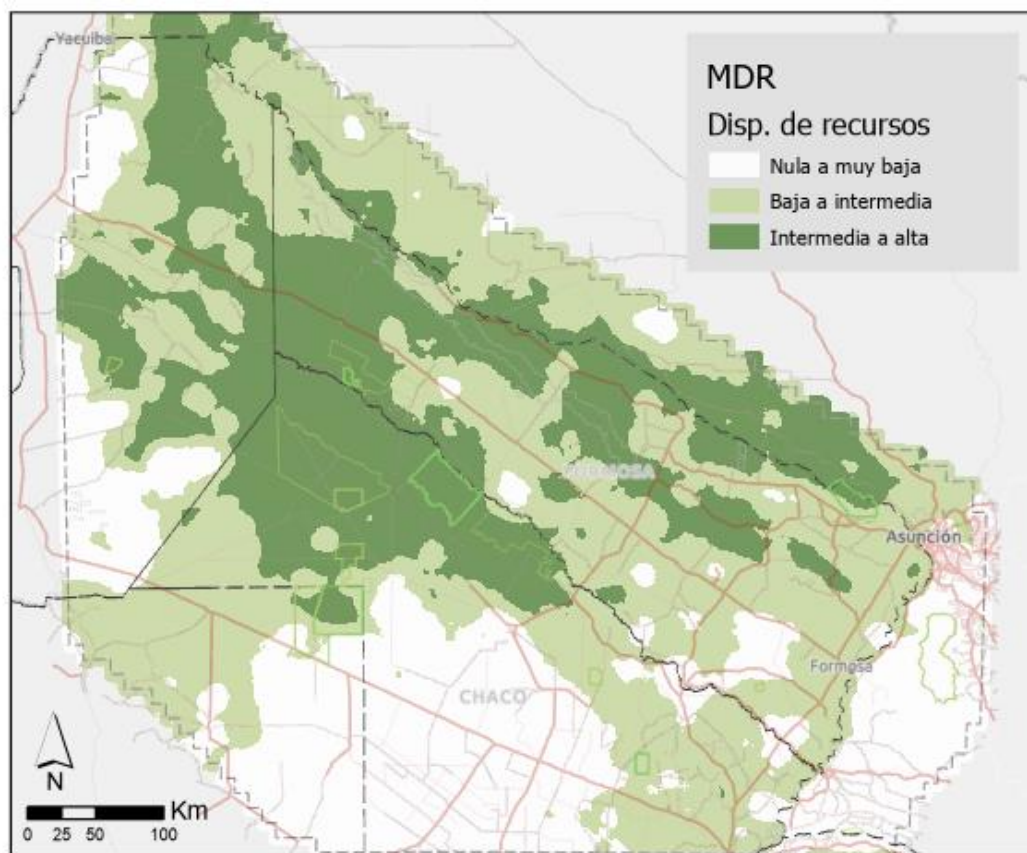 Yacuiba
MDR
Disp. de recursos
Nula a muy baja
Baja a intermedia
Intermedia a alta
FORMOSA
Asunción
Formosa
CHACO
N
Km
0 25 50 100